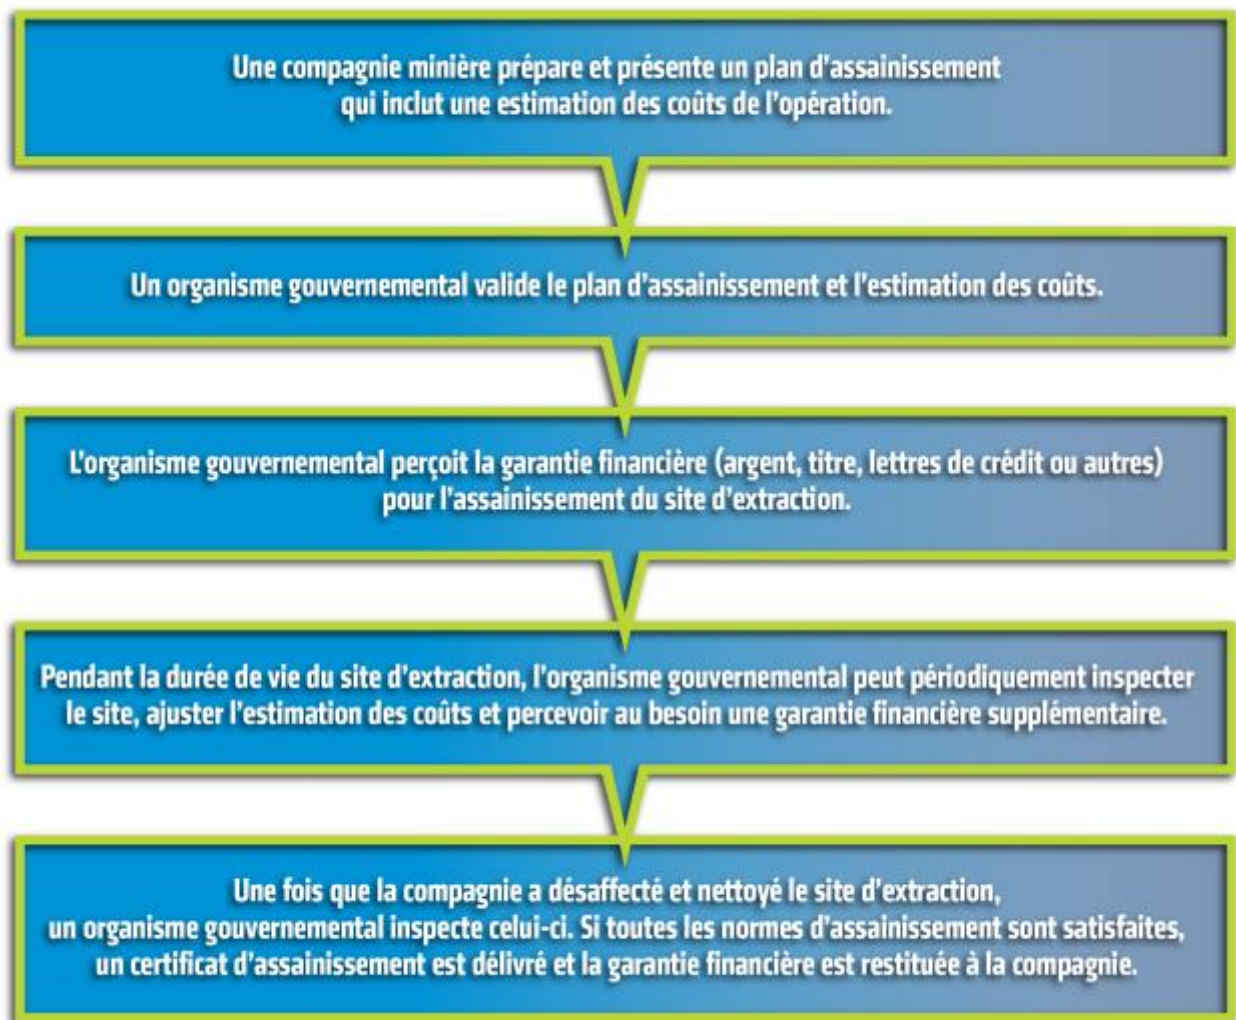 Une compagnie minière prépare et présente un plan d'assainissement
qui inclut une estimation des coûts de l'opération.
Un organisme gouvernemental valide le plan d'assainissement et l'estimation des coûts.
L'organisme gouvernemental perçoit la garantie financière (argent, titre, lettres de crédit ou autres)
pour l'assainissement du site d'extraction.
Pendant la durée de vie du site d'extraction, l'organisme gouvernemental peut périodiquement inspecter
le site, ajuster l'estimation des coûts et percevoir au besoin une garantie financière supplémentaire.
Une fois que la compagnie a désaffecté et nettoyé le site d'extraction,
un organisme gouvernemental inspecte celui-ci. Si toutes les normes d'assainissement sont satisfaites,
un certificat d'assainissement est délivré et la garantie financière est restituée à la compagnie.